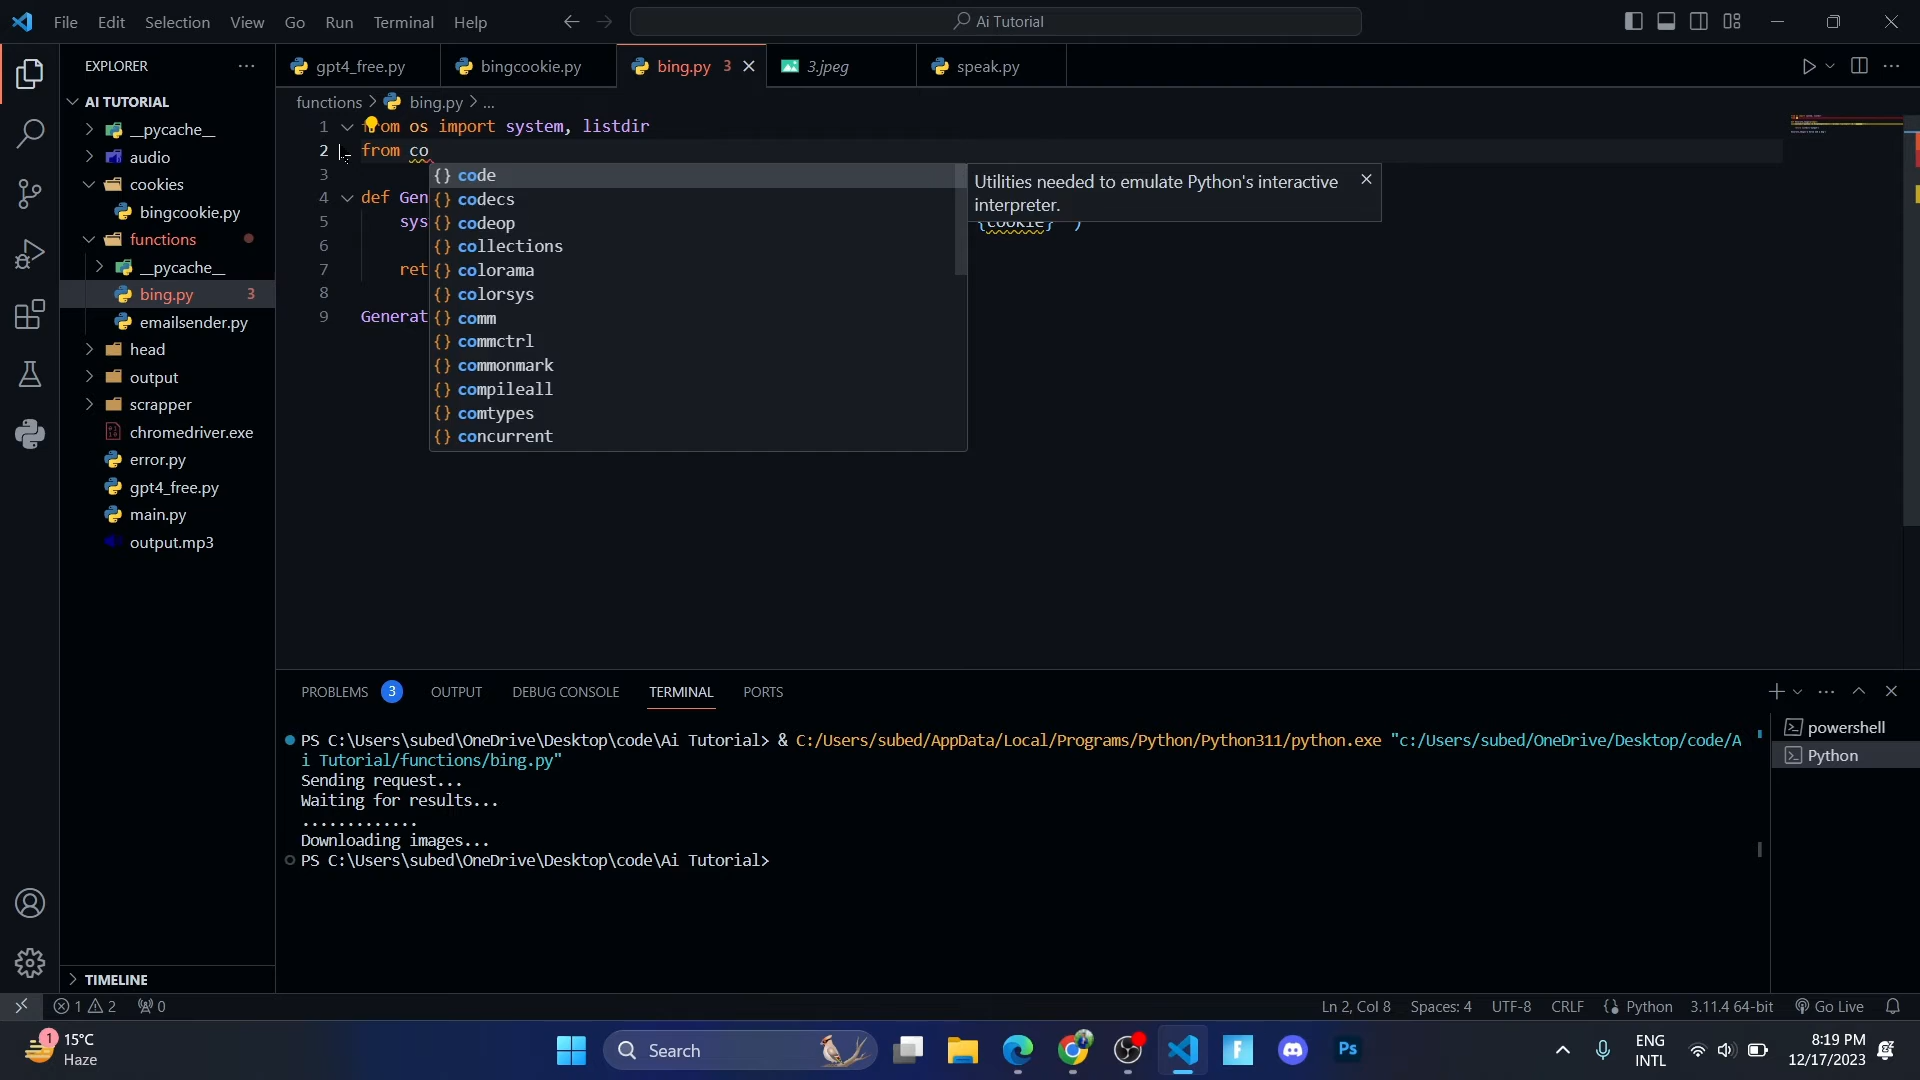 File Edit Selection View Go Run Terminal Help
Ai Tutorial
EXPLORER
AI TUTORIAL
__pycache__
audio
cookies
bingcookie.py
functions
__pycache__
bing.py 3
emailsender.py
head
output
scrapper
chromedriver.exe
error.py
gpt4_free.py
main.py
output.mp3
TIMELINE
gpt4_free.py bingcookie.py bing.py 3 3.jpeg speak.py
functions > bing.py > ...
1 from os import system, listdir
2 from co
3
4 def Gen
5 sys {cookie}" )
6
7 ret
8
9 Generat
{} code
{} codecs
{} codeop
{} collections
{} colorama
{} colorsys
{} comm
{} commctrl
{} commonmark
{} compileall
{} comtypes
{} concurrent
Utilities needed to emulate Python's interactive
interpreter.
PROBLEMS 3 OUTPUT DEBUG CONSOLE TERMINAL PORTS
PS C:\Users\subed\OneDrive\Desktop\code\Ai Tutorial> & C:/Users/subed/AppData/Local/Programs/Python/Python311/python.exe "c:/Users/subed/OneDrive/Desktop/code/A
i Tutorial/functions/bing.py"
Sending request...
Waiting for results...
.............
Downloading images...
PS C:\Users\subed\OneDrive\Desktop\code\Ai Tutorial>
powershell
Python
1 2 0
Ln 2, Col 8 Spaces: 4 UTF-8 CRLF {} Python 3.11.4 64-bit Go Live
1 15°C
Haze
Search
Ps
ENG
INTL
8:19 PM
12/17/2023